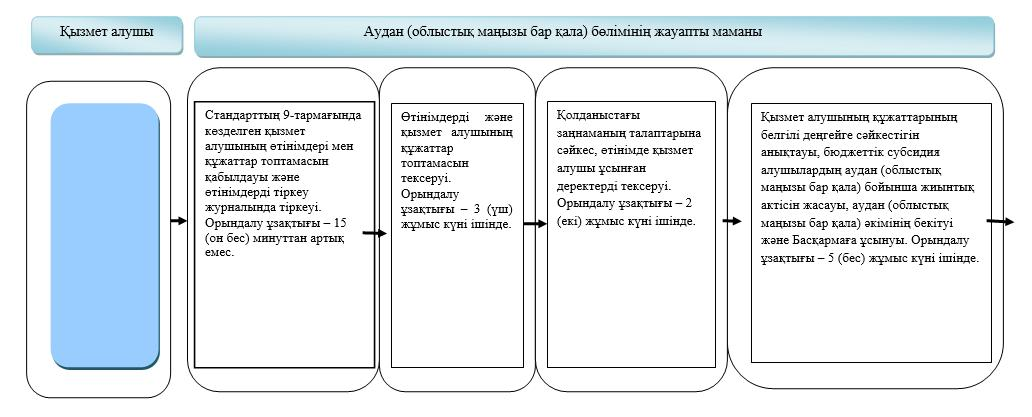 Қызмет алушы
Аудан (облыстық маңызы бар қала) бөлімінің жауапты маманы
Стандарттың 9-тармағында
көзделген қызмет
алушының өтінімдері мен
құжаттар топтамасын
қабылдауы және
өтінімдерді тіркеу
журналында тіркеуі.
Орындалу ұзақтығы – 15
(он бес) минуттан артық
емес.
Өтінімдерді және
қызмет алушының
құжаттар
топтамасын
тексеруі.
Орындалу
ұзақтығы – 3 (үш)
жұмыс күні ішінде.
Қолданыстағы
заңнаманың талаптарына
сәйкес, өтінімде қызмет
алушы ұсынған
деректерді тексеруі.
Орындалу ұзақтығы – 2
(екі) жұмыс күні ішінде.
Қызмет алушының құжаттарының
белгілі деңгейге сәйкестігін
анықтауы, бюджеттік субсидия
алушылардың аудан (облыстық
маңызы бар қала) бойынша жиынтық
актісін жасауы, аудан (облыстық
маңызы бар қала) әкімінің бекітуі
және Басқармаға ұсынуы. Орындалу
ұзақтығы – 5 (бес) жұмыс күні ішінде.